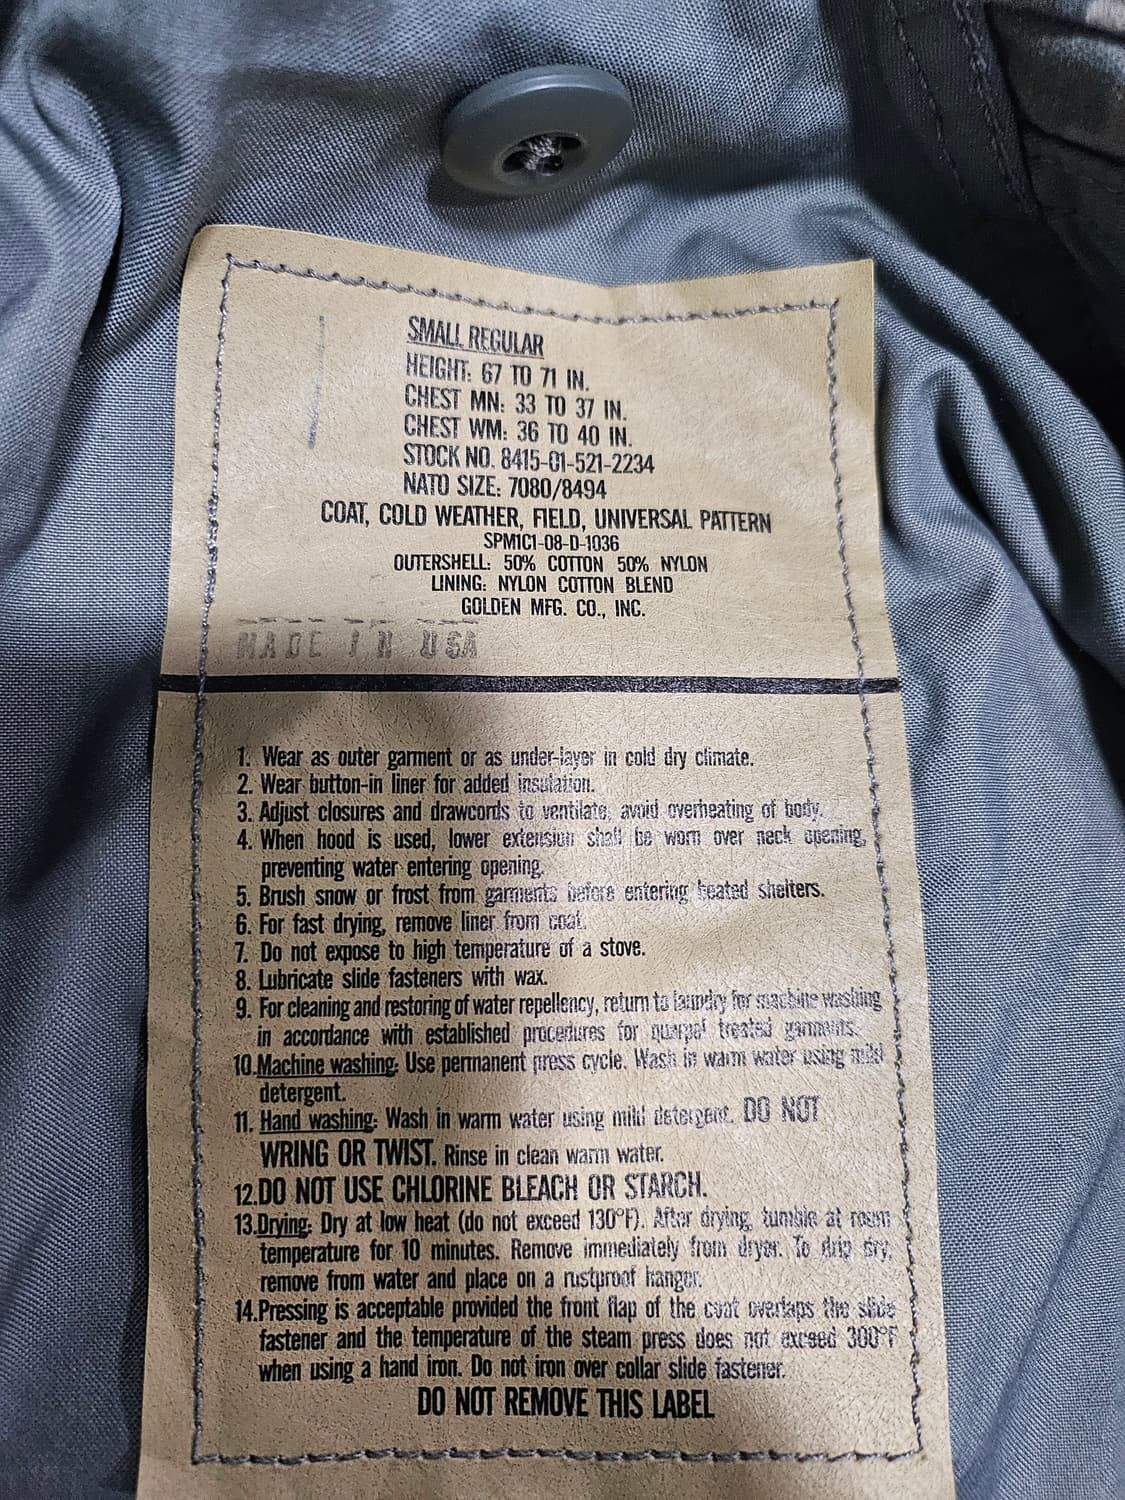 SMALL REGULAR
HEIGHT: 67 TO 71 IN.
CHEST MN: 33 TO 37 IN.
CHEST WM: 36 TO 40 IN.
STOCK NO. 8415-01-521-2234
NATO SIZE: 7080/8494
COAT, COLD WEATHER, FIELD, UNIVERSAL PATTERN
SPM1C1-08-D-1036
OUTERSHELL: 50% COTTON 50% NYLON
LINING: NYLON COTTON BLEND
GOLDEN MFG. CO., INC.
MADE IN USA
1. Wear as outer garment or as under-layer in cold dry climate.
2. Wear button-in liner for added insulation.
3. Adjust closures and drawcords to ventilate, avoid overheating of body.
4. When hood is used, lower extension shall be worn over neck opening,
preventing water entering opening.
5. Brush snow or frost from garments before entering heated shelters.
6. For fast drying, remove liner from coat.
7. Do not expose to high temperature of a stove.
8. Lubricate slide fasteners with wax.
9. For cleaning and restoring of water repellency, return to laundry for machine washing
in accordance with established procedures for quarpel treated garments.
10.Machine washing: Use permanent press cycle. Wash in warm water using mild
detergent.
11. Hand washing: Wash in warm water using mild detergent. DO NOT
WRING OR TWIST. Rinse in clean warm water.
12.DO NOT USE CHLORINE BLEACH OR STARCH.
13.Drying: Dry at low heat (do not exceed 130°F). After drying, tumble at room
temperature for 10 minutes. Remove immediately from dryer. To drip dry,
remove from water and place on a rustproof hanger.
14.Pressing is acceptable provided the front flap of the coat overlaps the slide
fastener and the temperature of the steam press does not exceed 300°F
when using a hand iron. Do not iron over collar slide fastener.
DO NOT REMOVE THIS LABEL